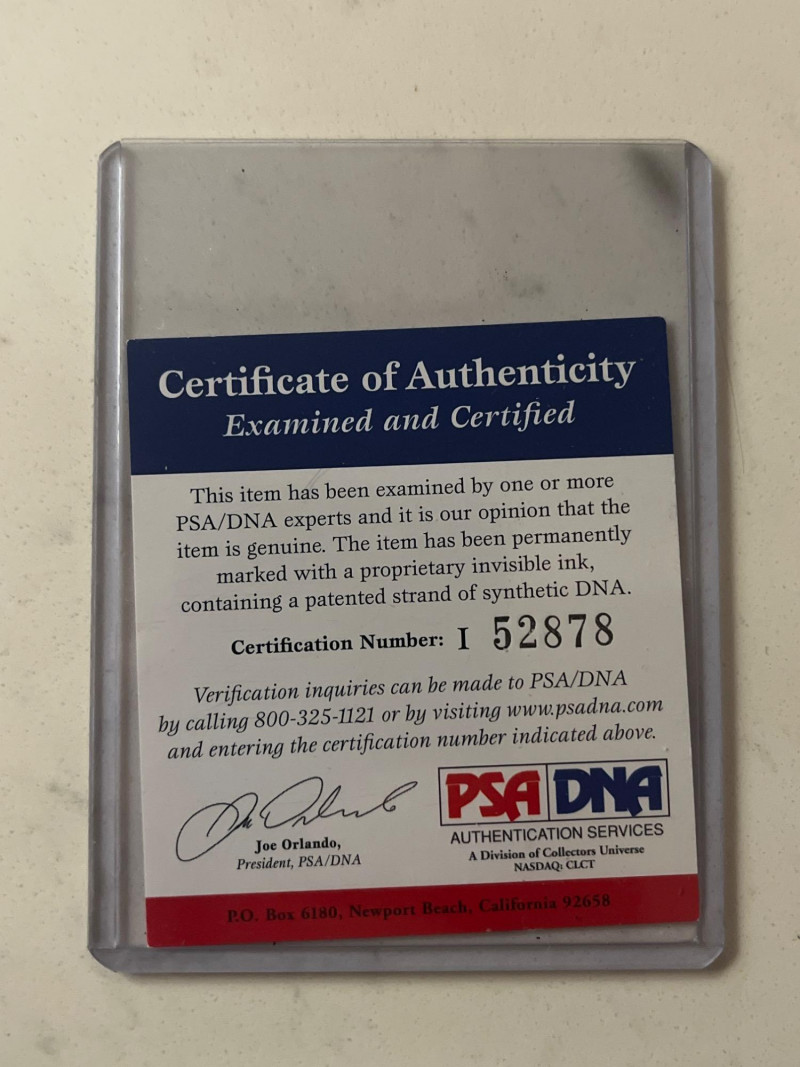 Certificate of Authenticity
Examined and Certified
This item has been examined by one or more
PSA/DNA experts and it is our opinion that the
item is genuine. The item has been permanently
marked with a proprietary invisible ink,
containing a patented strand of synthetic DNA.
Certification Number: I 52878
Verification inquiries can be made to PSA/DNA
by calling 800-325-1121 or by visiting www.psadna.com
and entering the certification number indicated above.
Joe Orlando,
President, PSA/DNA
PSA DNA
AUTHENTICATION SERVICES
A Division of Collectors Universe
NASDAQ: CLCT
P.O. Box 6180, Newport Beach, California 92658